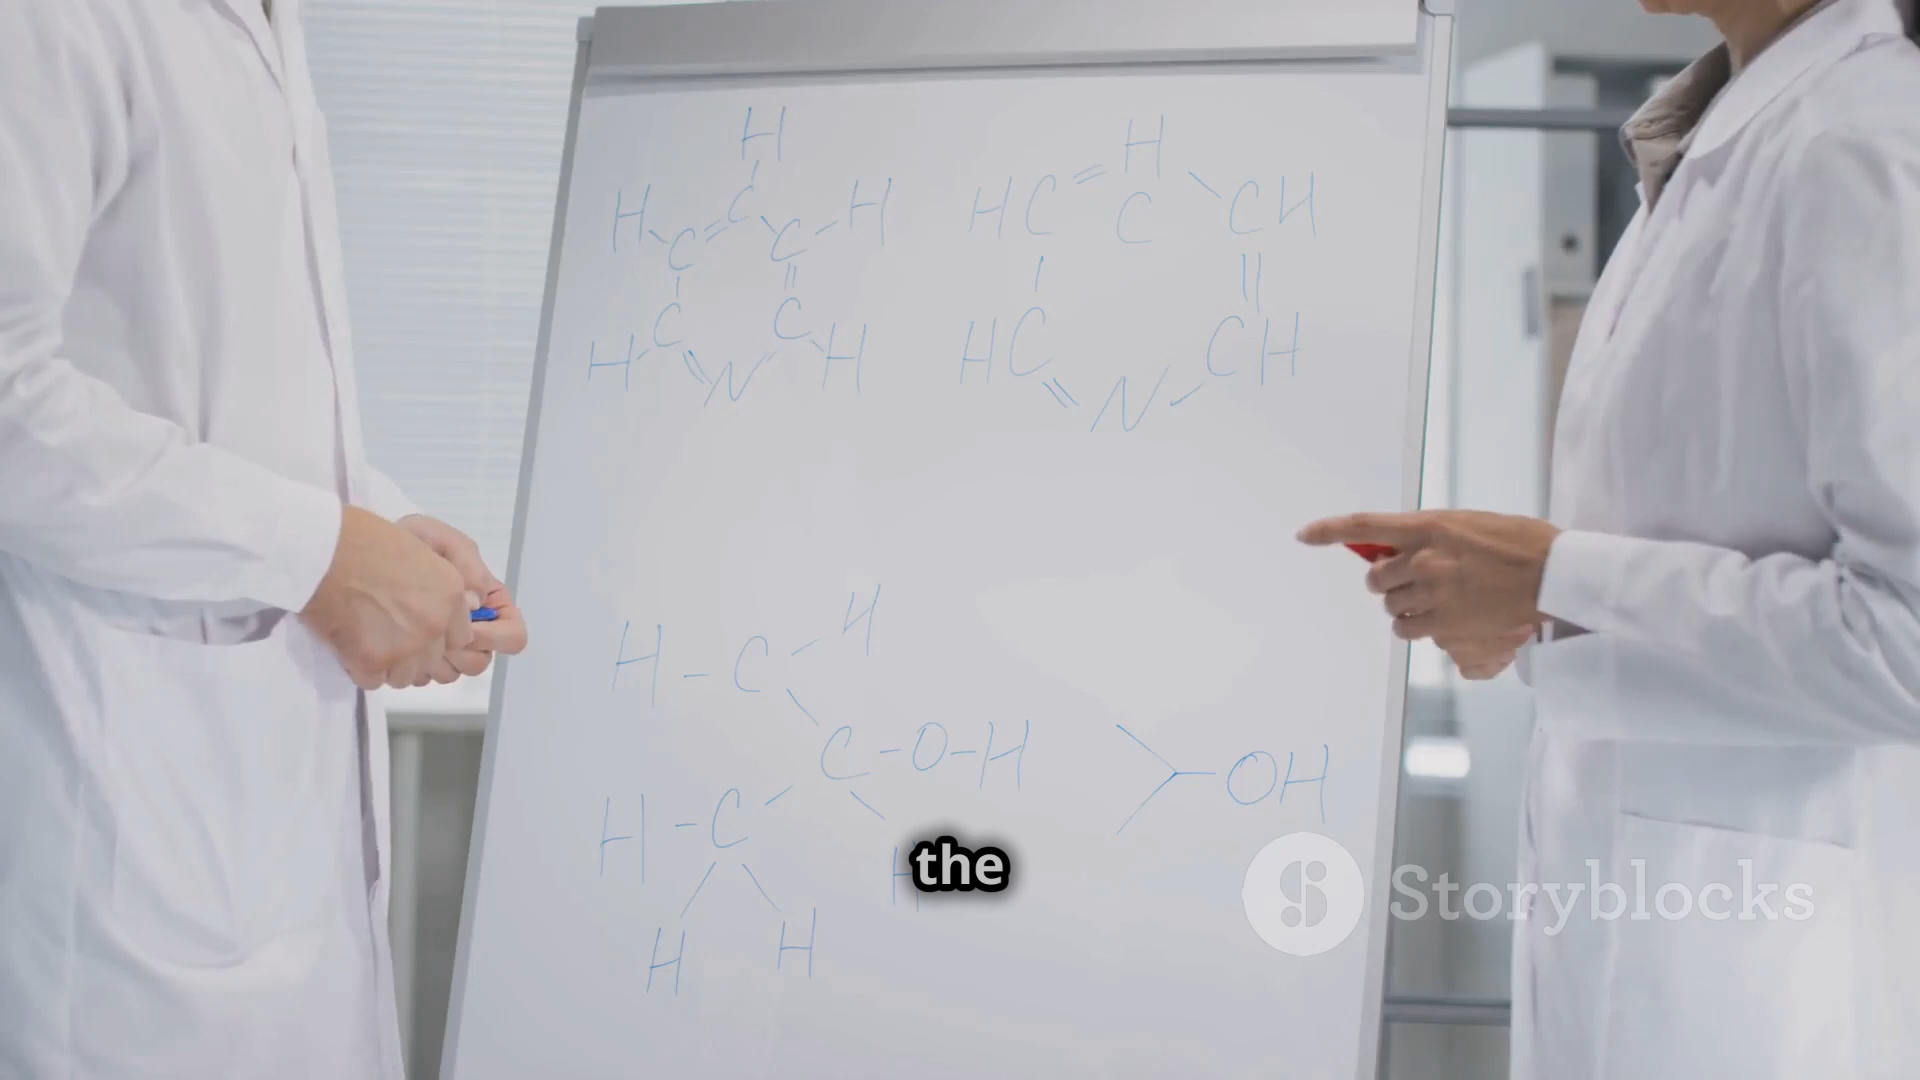 H
H C C C H
H C N C H
H
HC C CH
HC N CH
H - C H
C - O - H
H - C H
H H
OH
the
Storyblocks